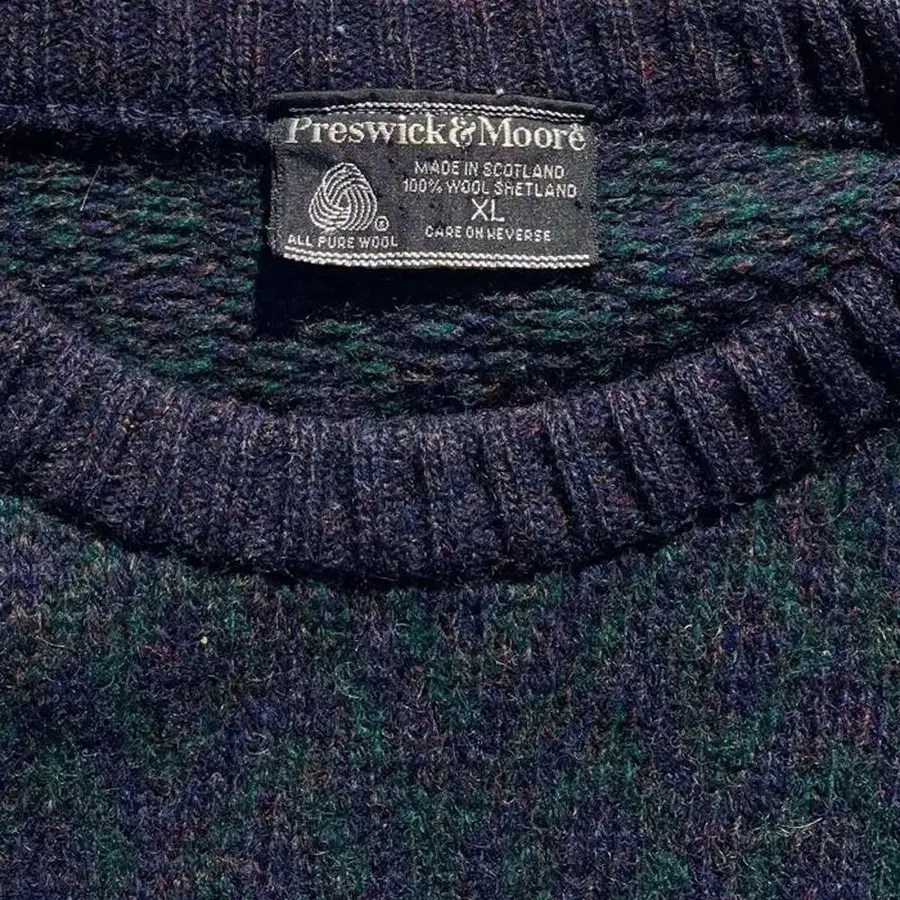 Preswick&Moore
MADE IN SCOTLAND
100% WOOL SHETLAND
XL
CARE ON REVERSE
®
ALL PURE WOOL